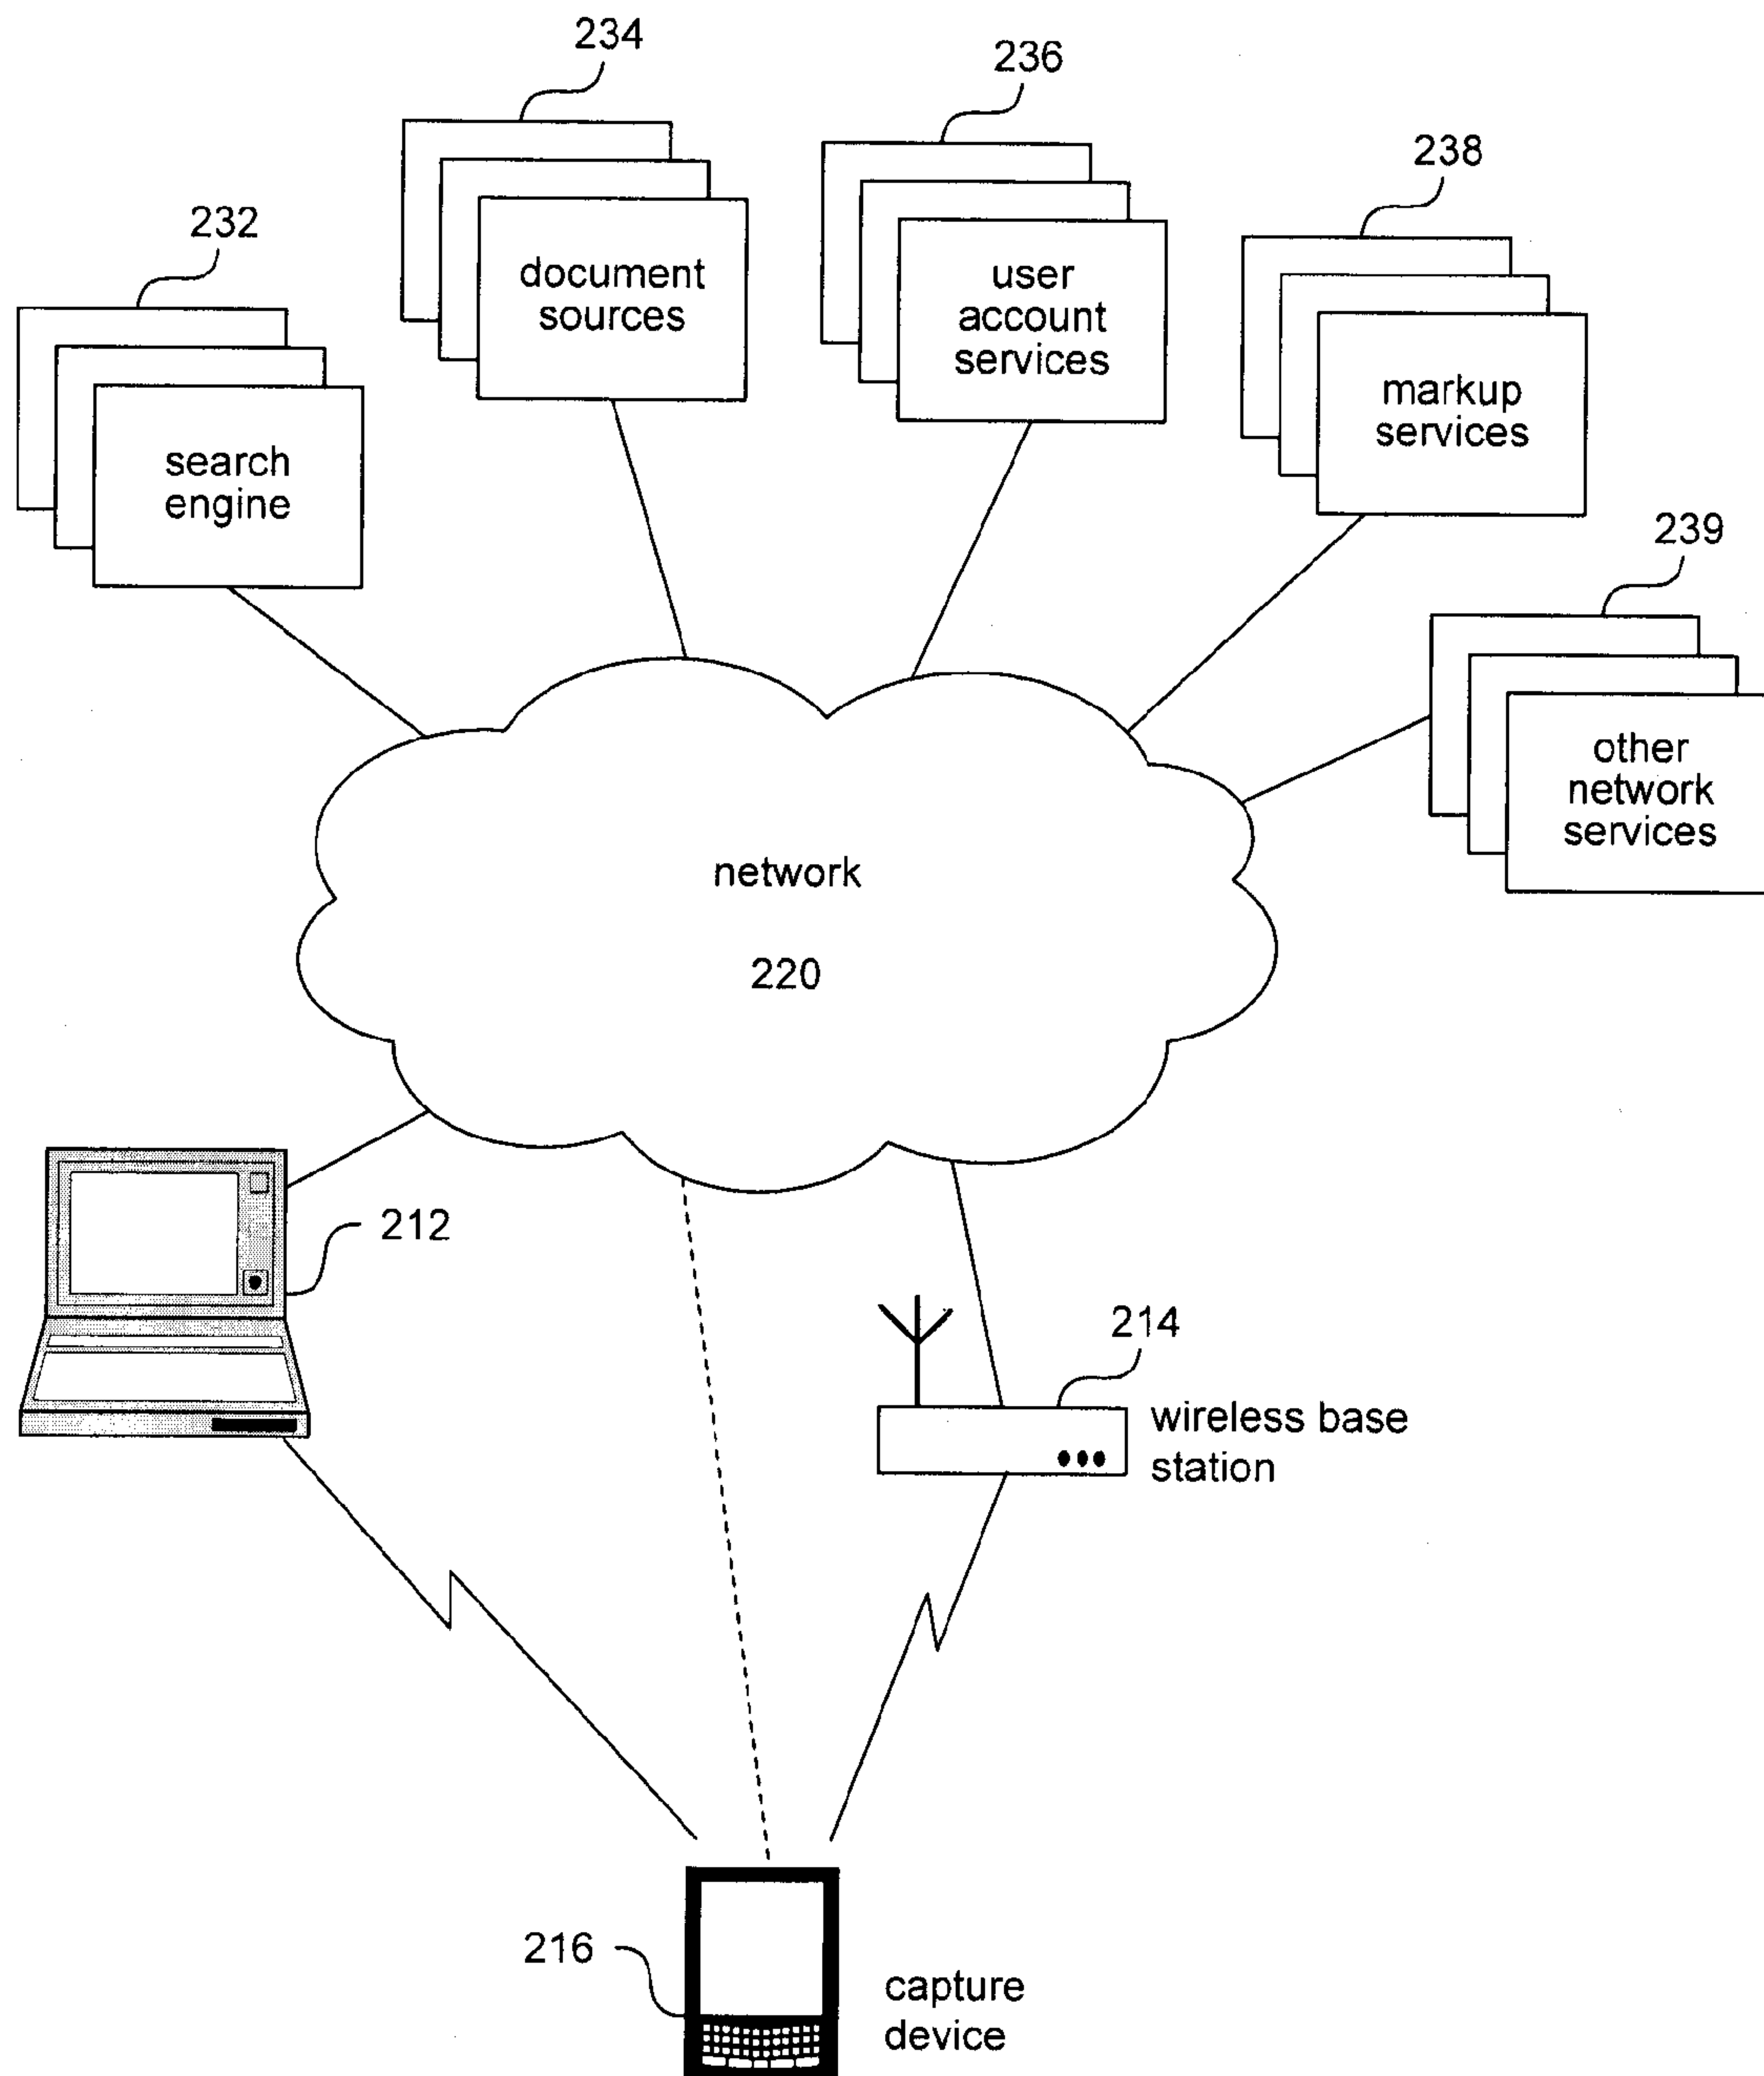 234
236
238
232
document
sources
user
account
services
markup
services
search
engine
239
other
network
services
network
220
212
214
wireless base
station
216
capture
device